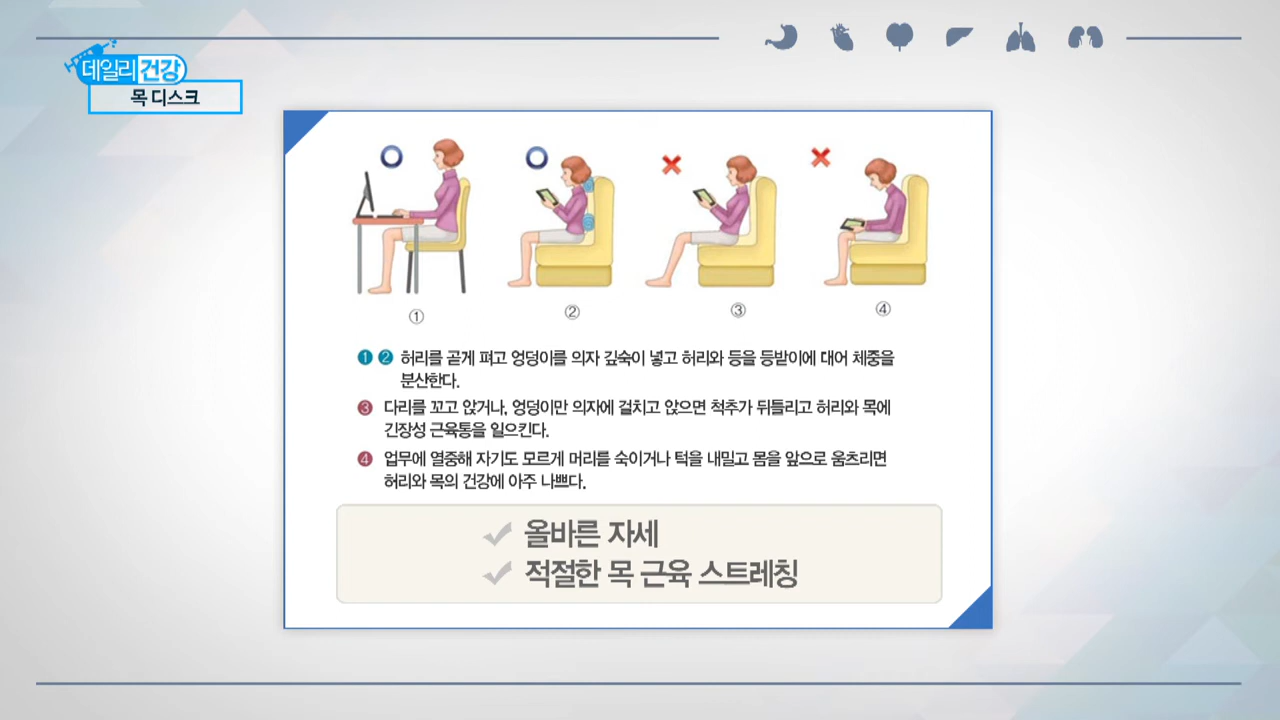 데일리건강
목 디스크
① ② ③ ④
❶ ❷ 허리를 곧게 펴고 엉덩이를 의자 깊숙이 넣고 허리와 등을 등받이에 대어 체중을
분산한다.
❸ 다리를 꼬고 앉거나, 엉덩이만 의자에 걸치고 앉으면 척추가 뒤틀리고 허리와 목에
긴장성 근육통을 일으킨다.
❹ 업무에 열중해 자기도 모르게 머리를 숙이거나 턱을 내밀고 몸을 앞으로 움츠리면
허리와 목의 건강에 아주 나쁘다.
올바른 자세
적절한 목 근육 스트레칭